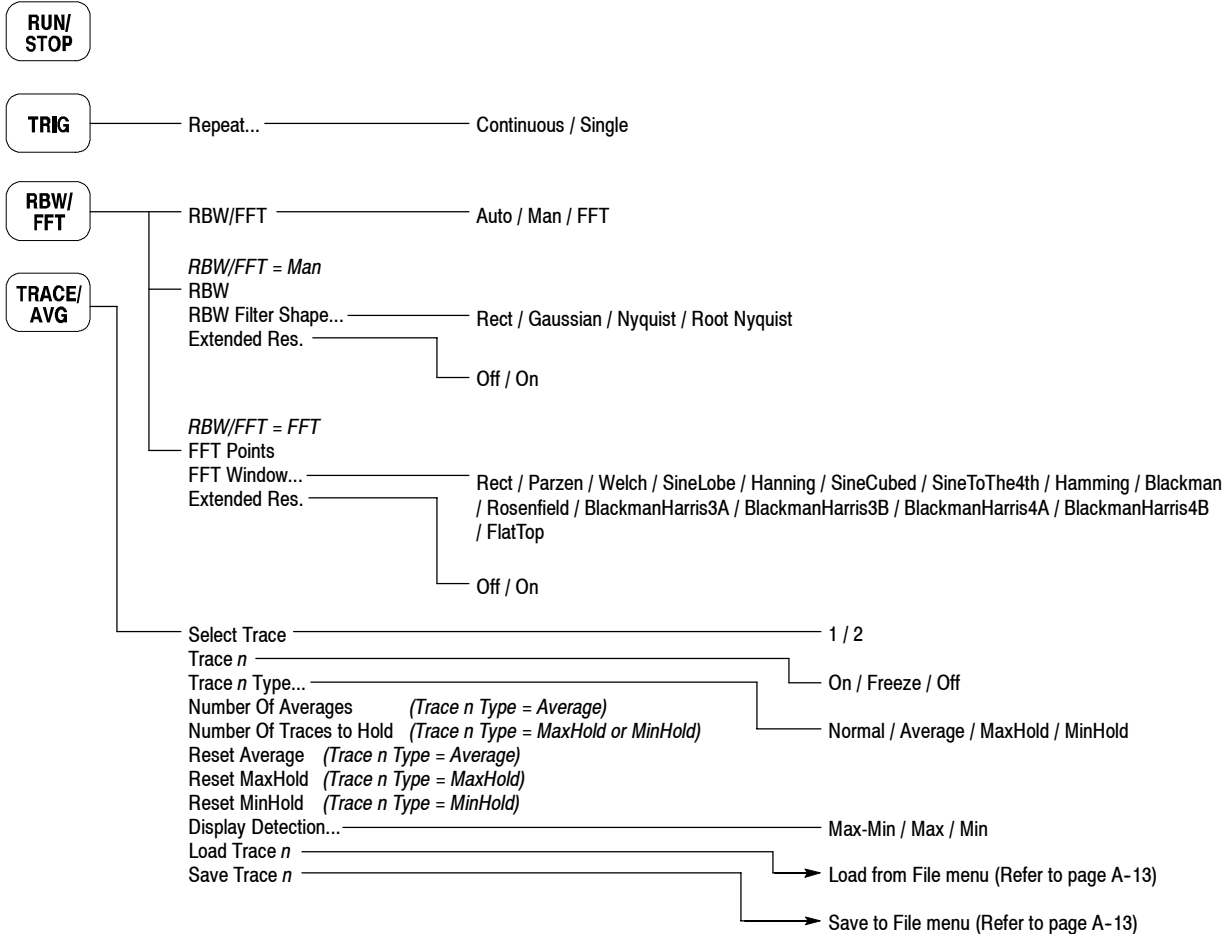 RUN/
STOP
TRIG
Repeat...
Continuous / Single
RBW/
FFT
RBW/FFT
Auto / Man / FFT
RBW/FFT = Man
RBW
RBW Filter Shape...
Rect / Gaussian / Nyquist / Root Nyquist
Extended Res.
Off / On
RBW/FFT = FFT
FFT Points
FFT Window...
Rect / Parzen / Welch / SineLobe / Hanning / SineCubed / SineToThe4th / Hamming / Blackman
/ Rosenfield / BlackmanHarris3A / BlackmanHarris3B / BlackmanHarris4A / BlackmanHarris4B
/ FlatTop
Extended Res.
Off / On
TRACE/
AVG
Select Trace
1 / 2
Trace n
On / Freeze / Off
Trace n Type...
Normal / Average / MaxHold / MinHold
Number Of Averages (Trace n Type = Average)
Number Of Traces to Hold (Trace n Type = MaxHold or MinHold)
Reset Average (Trace n Type = Average)
Reset MaxHold (Trace n Type = MaxHold)
Reset MinHold (Trace n Type = MinHold)
Display Detection...
Max-Min / Max / Min
Load Trace n
Load from File menu (Refer to page A-13)
Save Trace n
Save to File menu (Refer to page A-13)